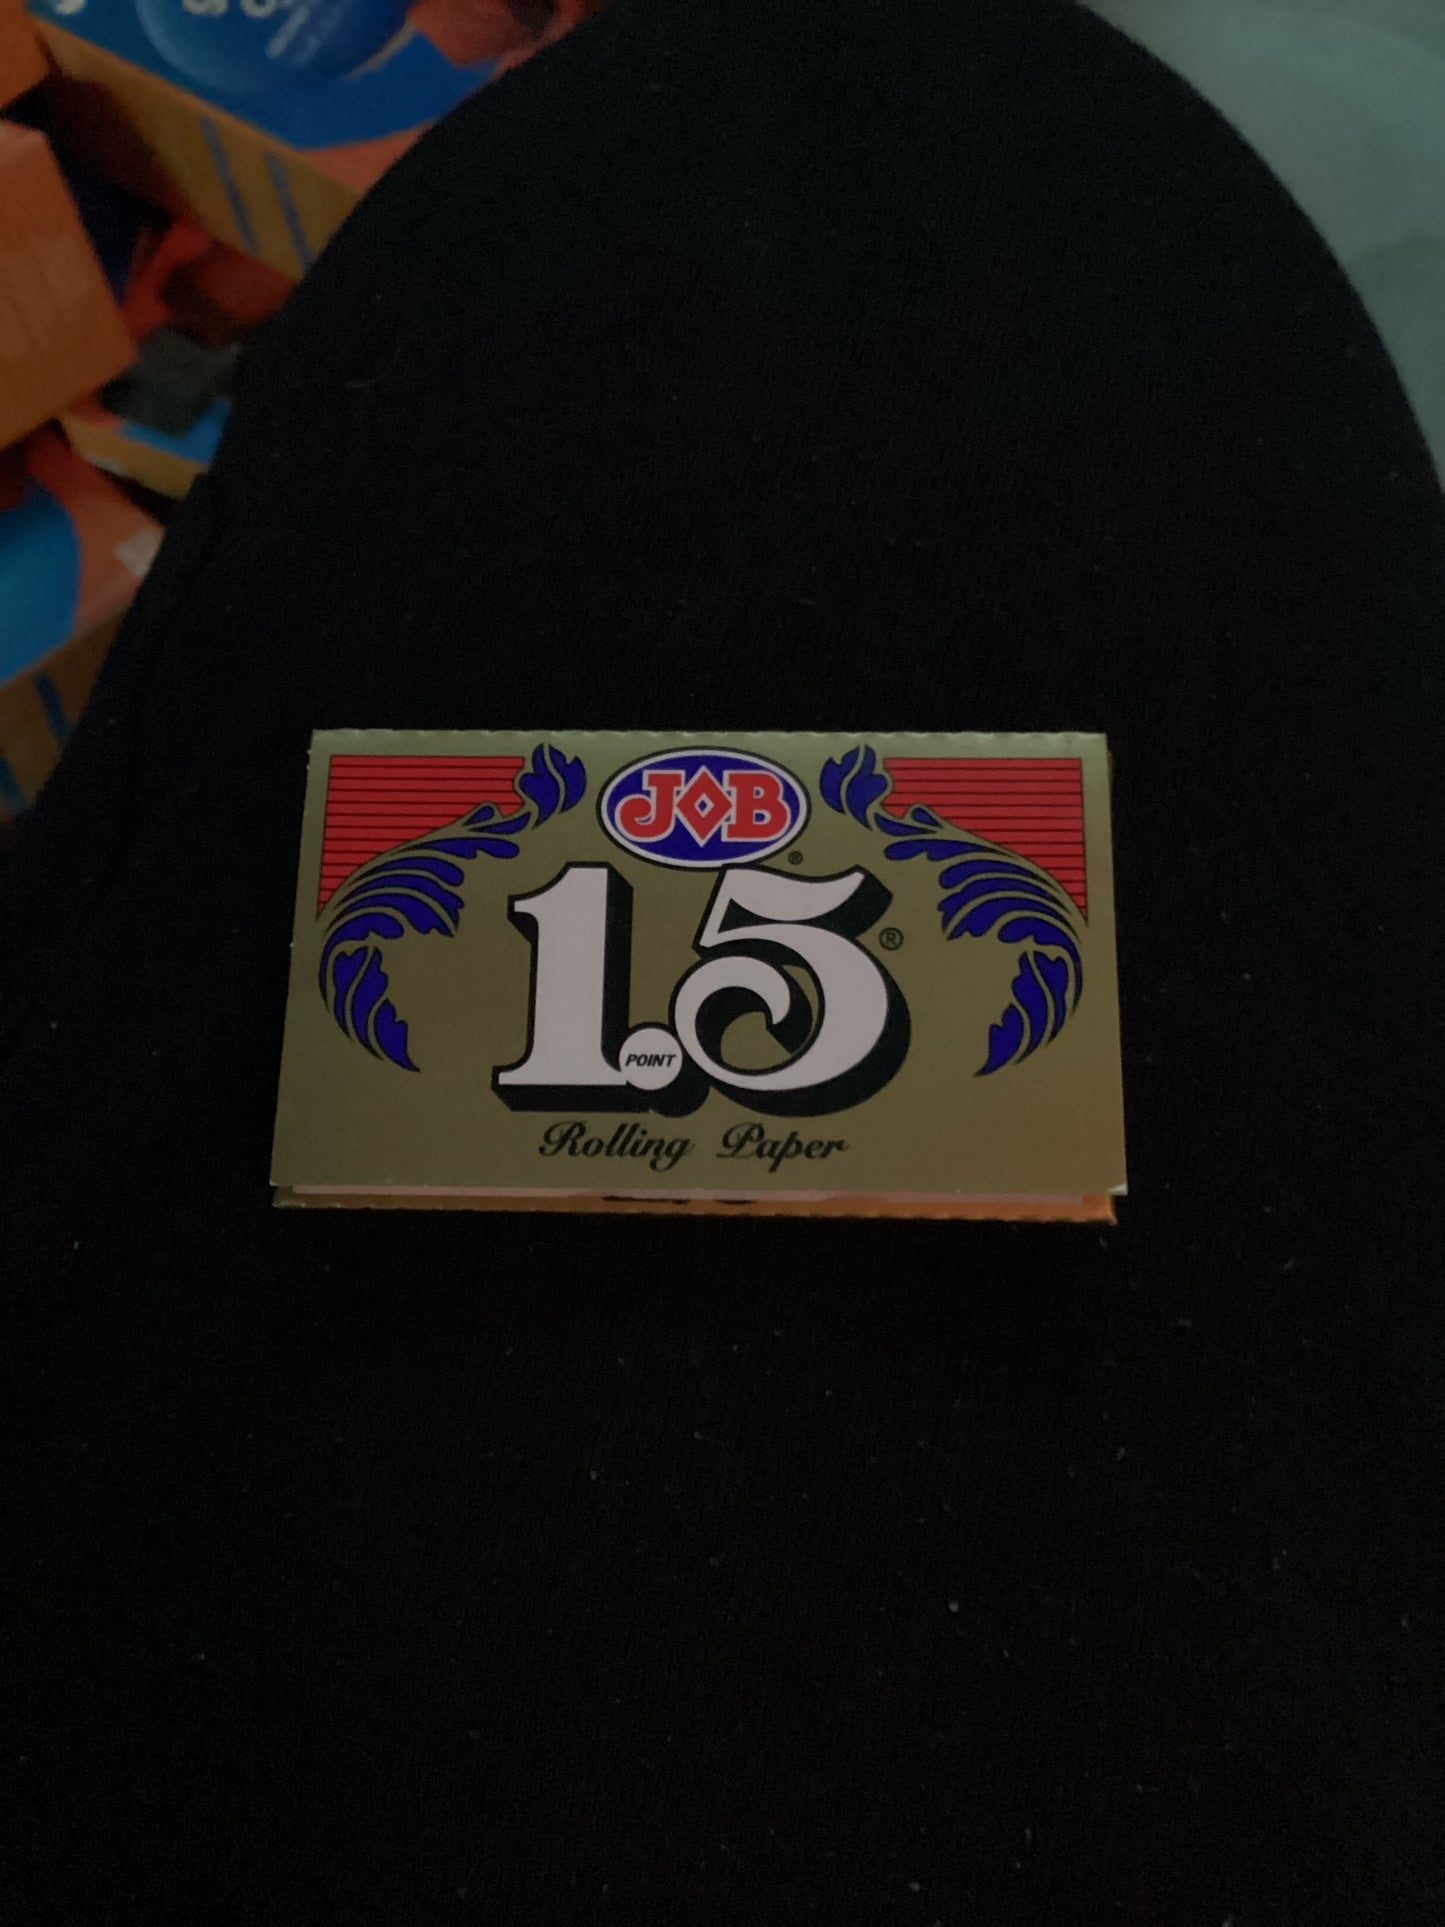 JOB
®
1.5 ®
POINT
Rolling Paper